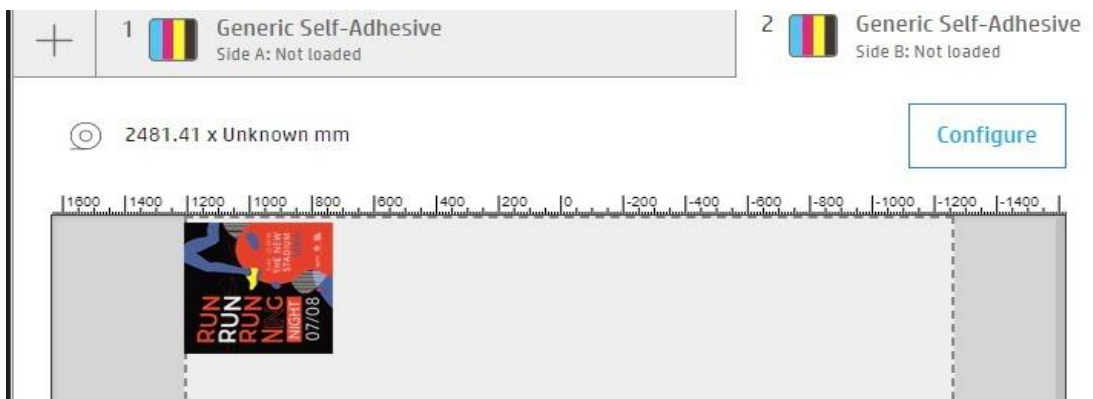 1 Generic Self-Adhesive
Side A: Not loaded
2 Generic Self-Adhesive
Side B: Not loaded
2481.41 x Unknown mm
Configure
1600 1400 1200 1000 800 600 400 200 0 -200 -400 -600 -800 -1000 -1200 -1400
THE NEW
STADIUM
RUN
RUN
RUN
NING
NIGHT
07/08